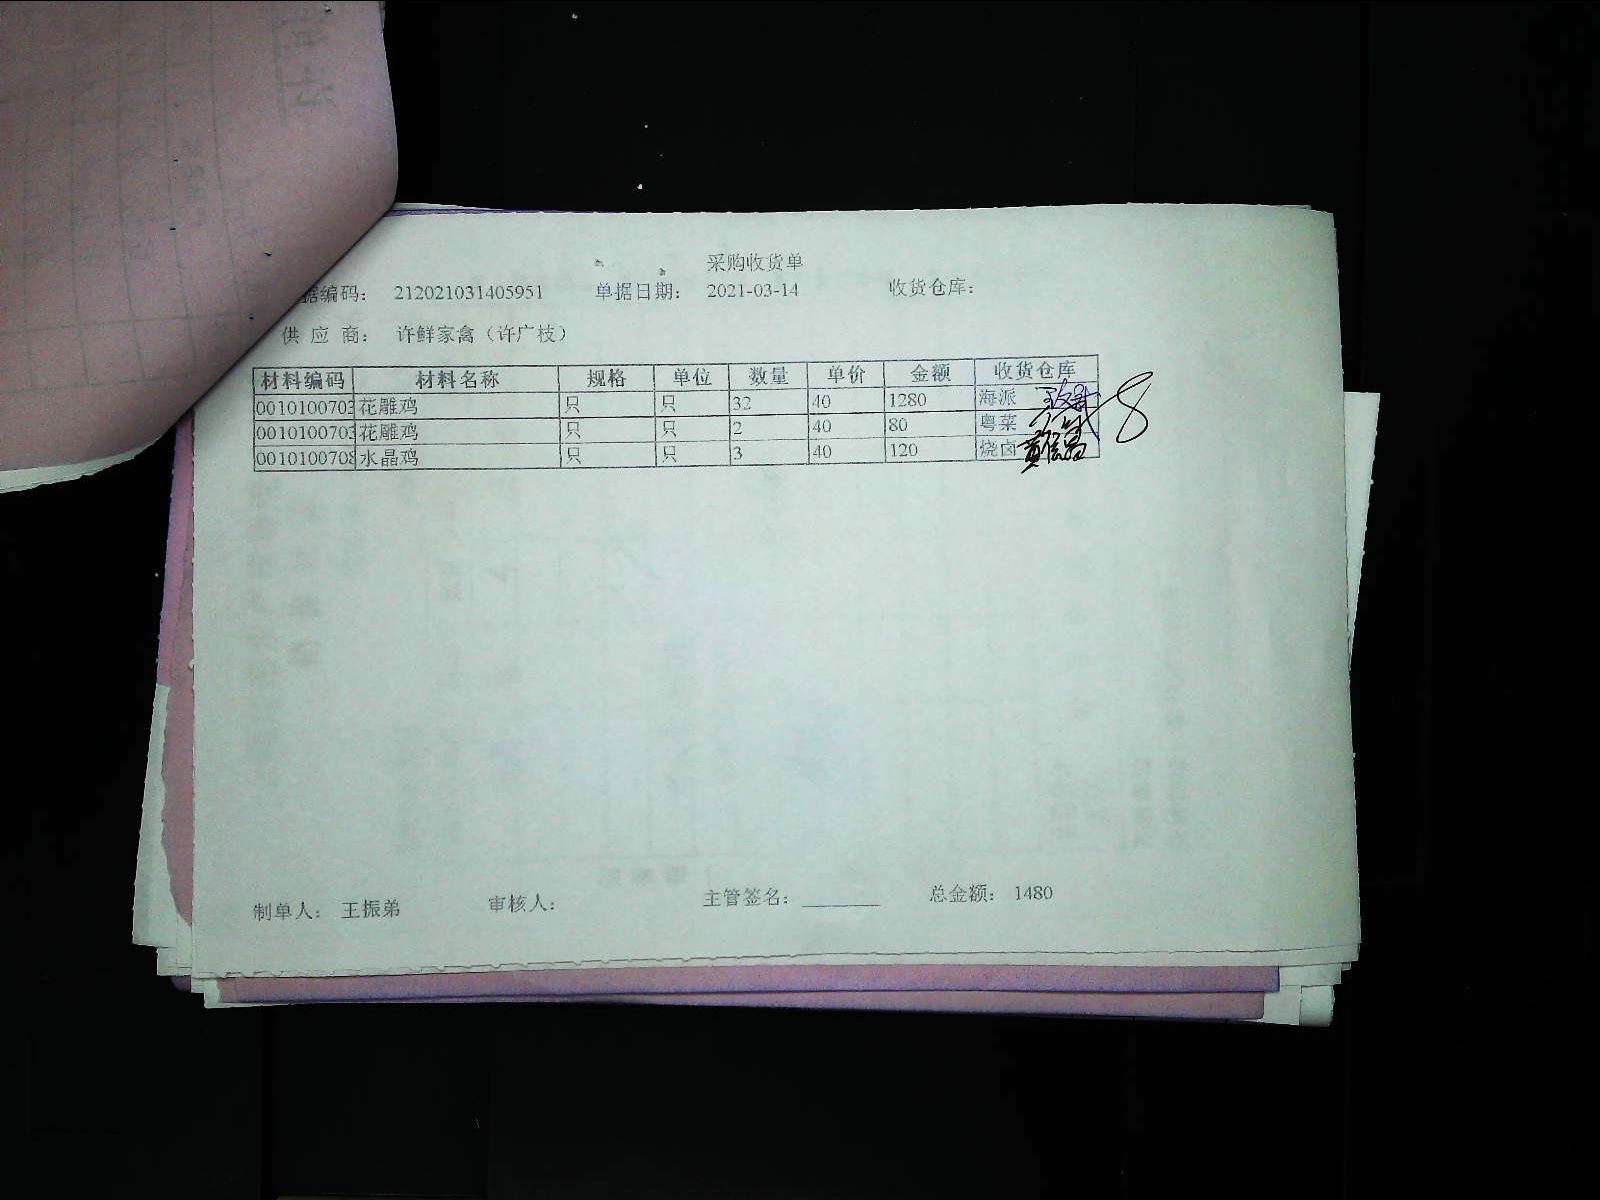 采购收货单
据编码: 212021031405951 单据日期: 2021-03-14 收货仓库:
供 应 商: 许鲜家禽（许广枝）
材料编码 材料名称 规格 单位 数量 单价 金额 收货仓库
0010100703 花雕鸡 只 只 32 40 1280 海派
0010100703 花雕鸡 只 只 2 40 80 粤菜
0010100708 水晶鸡 只 只 3 40 120 烧卤
制单人: 王振弟 审核人: 主管签名: ________ 总金额: 1480